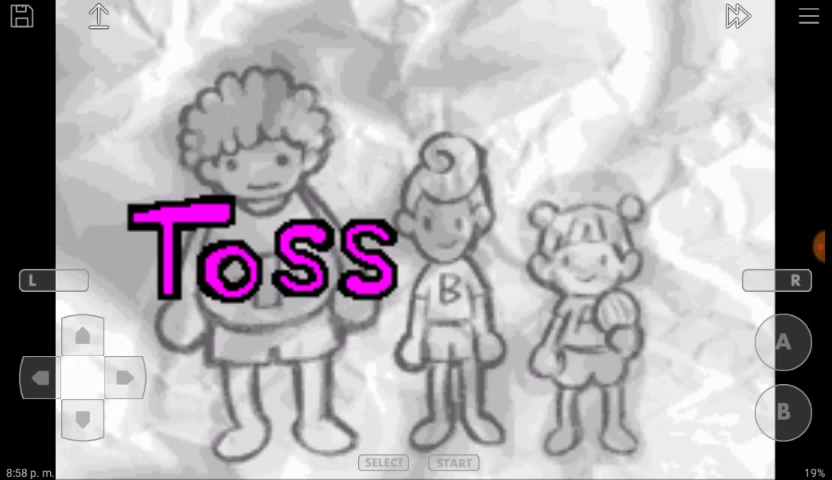 Toss
L
R
B
A
B
SELECT
START
8:58 p. m.
19%